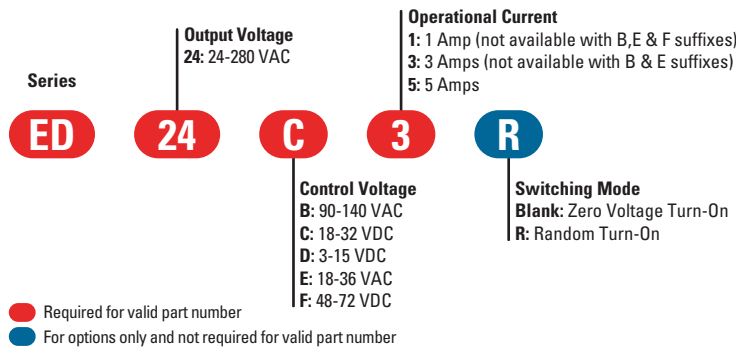 Operational Current
1: 1 Amp (not available with B,E & F suffixes)
3: 3 Amps (not available with B & E suffixes)
5: 5 Amps
Output Voltage
24: 24-280 VAC
Series
ED
24
C
3
R
Control Voltage
B: 90-140 VAC
C: 18-32 VDC
D: 3-15 VDC
E: 18-36 VAC
F: 48-72 VDC
Switching Mode
Blank: Zero Voltage Turn-On
R: Random Turn-On
Required for valid part number
For options only and not required for valid part number